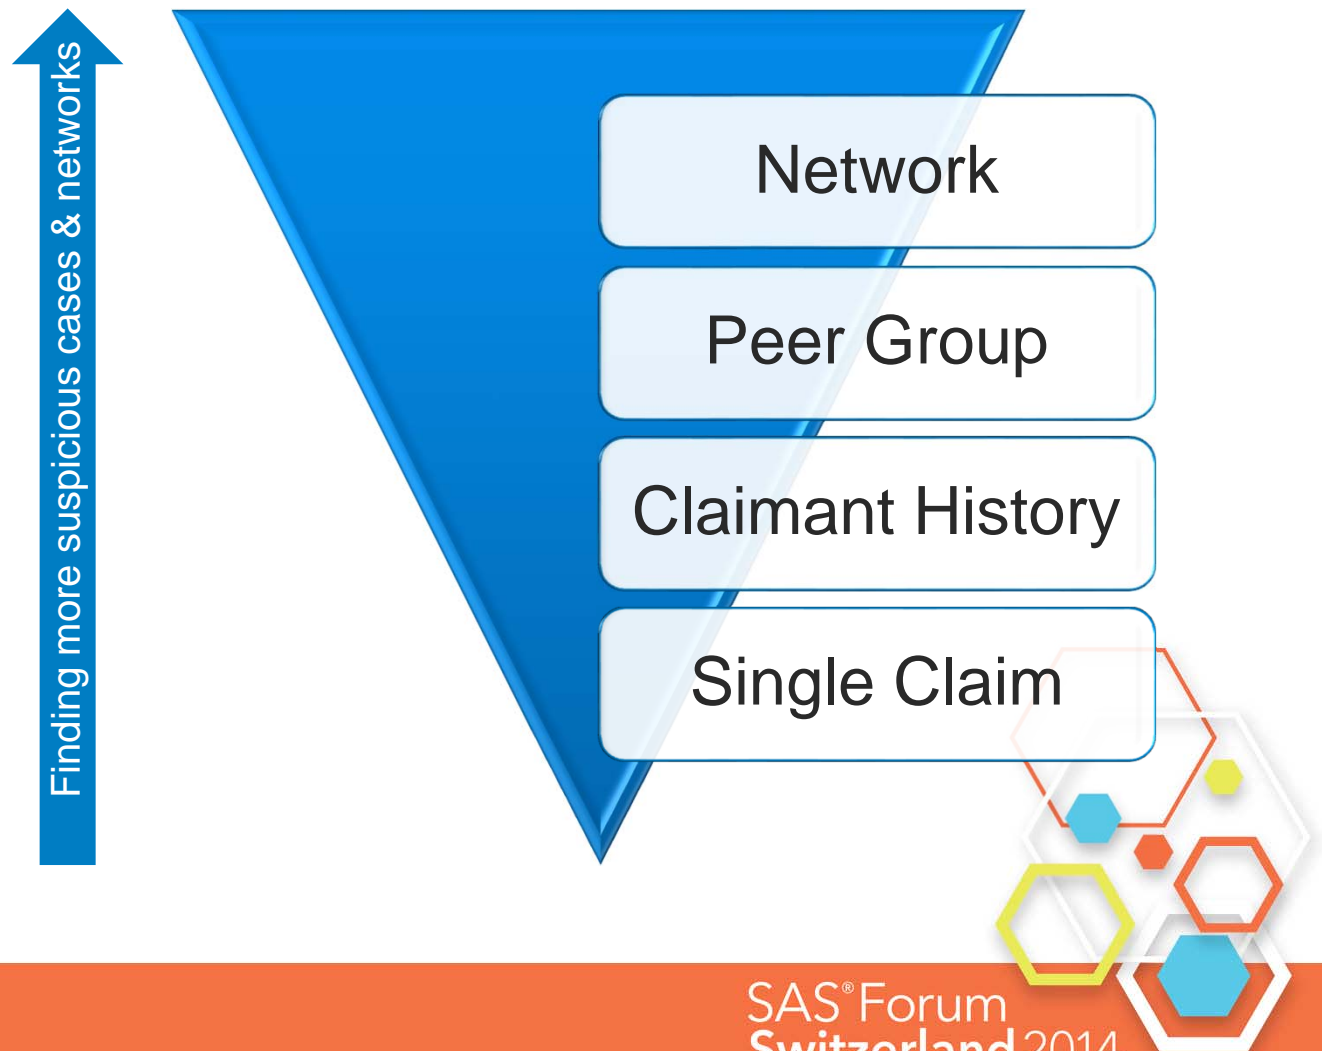 Finding more suspicious cases & networks
Network
Peer Group
Claimant History
Single Claim
SAS® Forum
Switzerland 2014